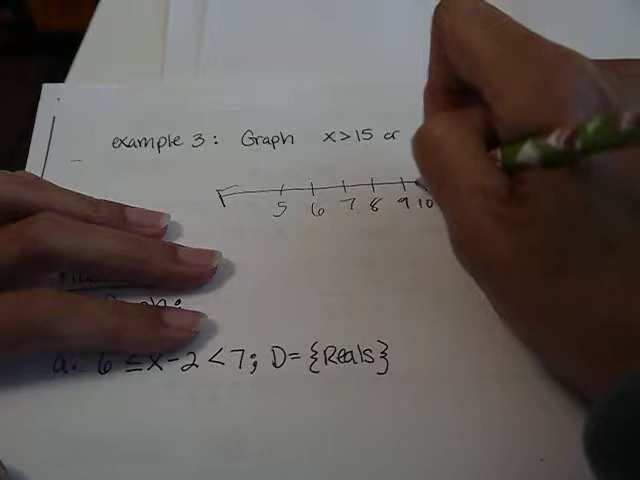 example 3: Graph x>15 or
5 6 7 8 9 10
a. 6 ≤ x-2 < 7; D= {Reals}